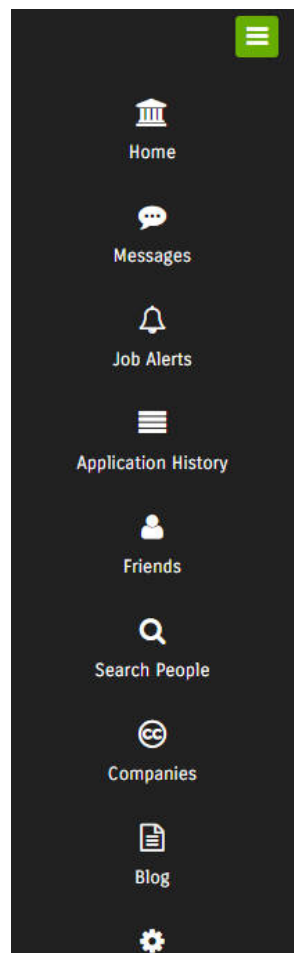 Home
Messages
Job Alerts
Application History
Friends
Search People
Companies
Blog